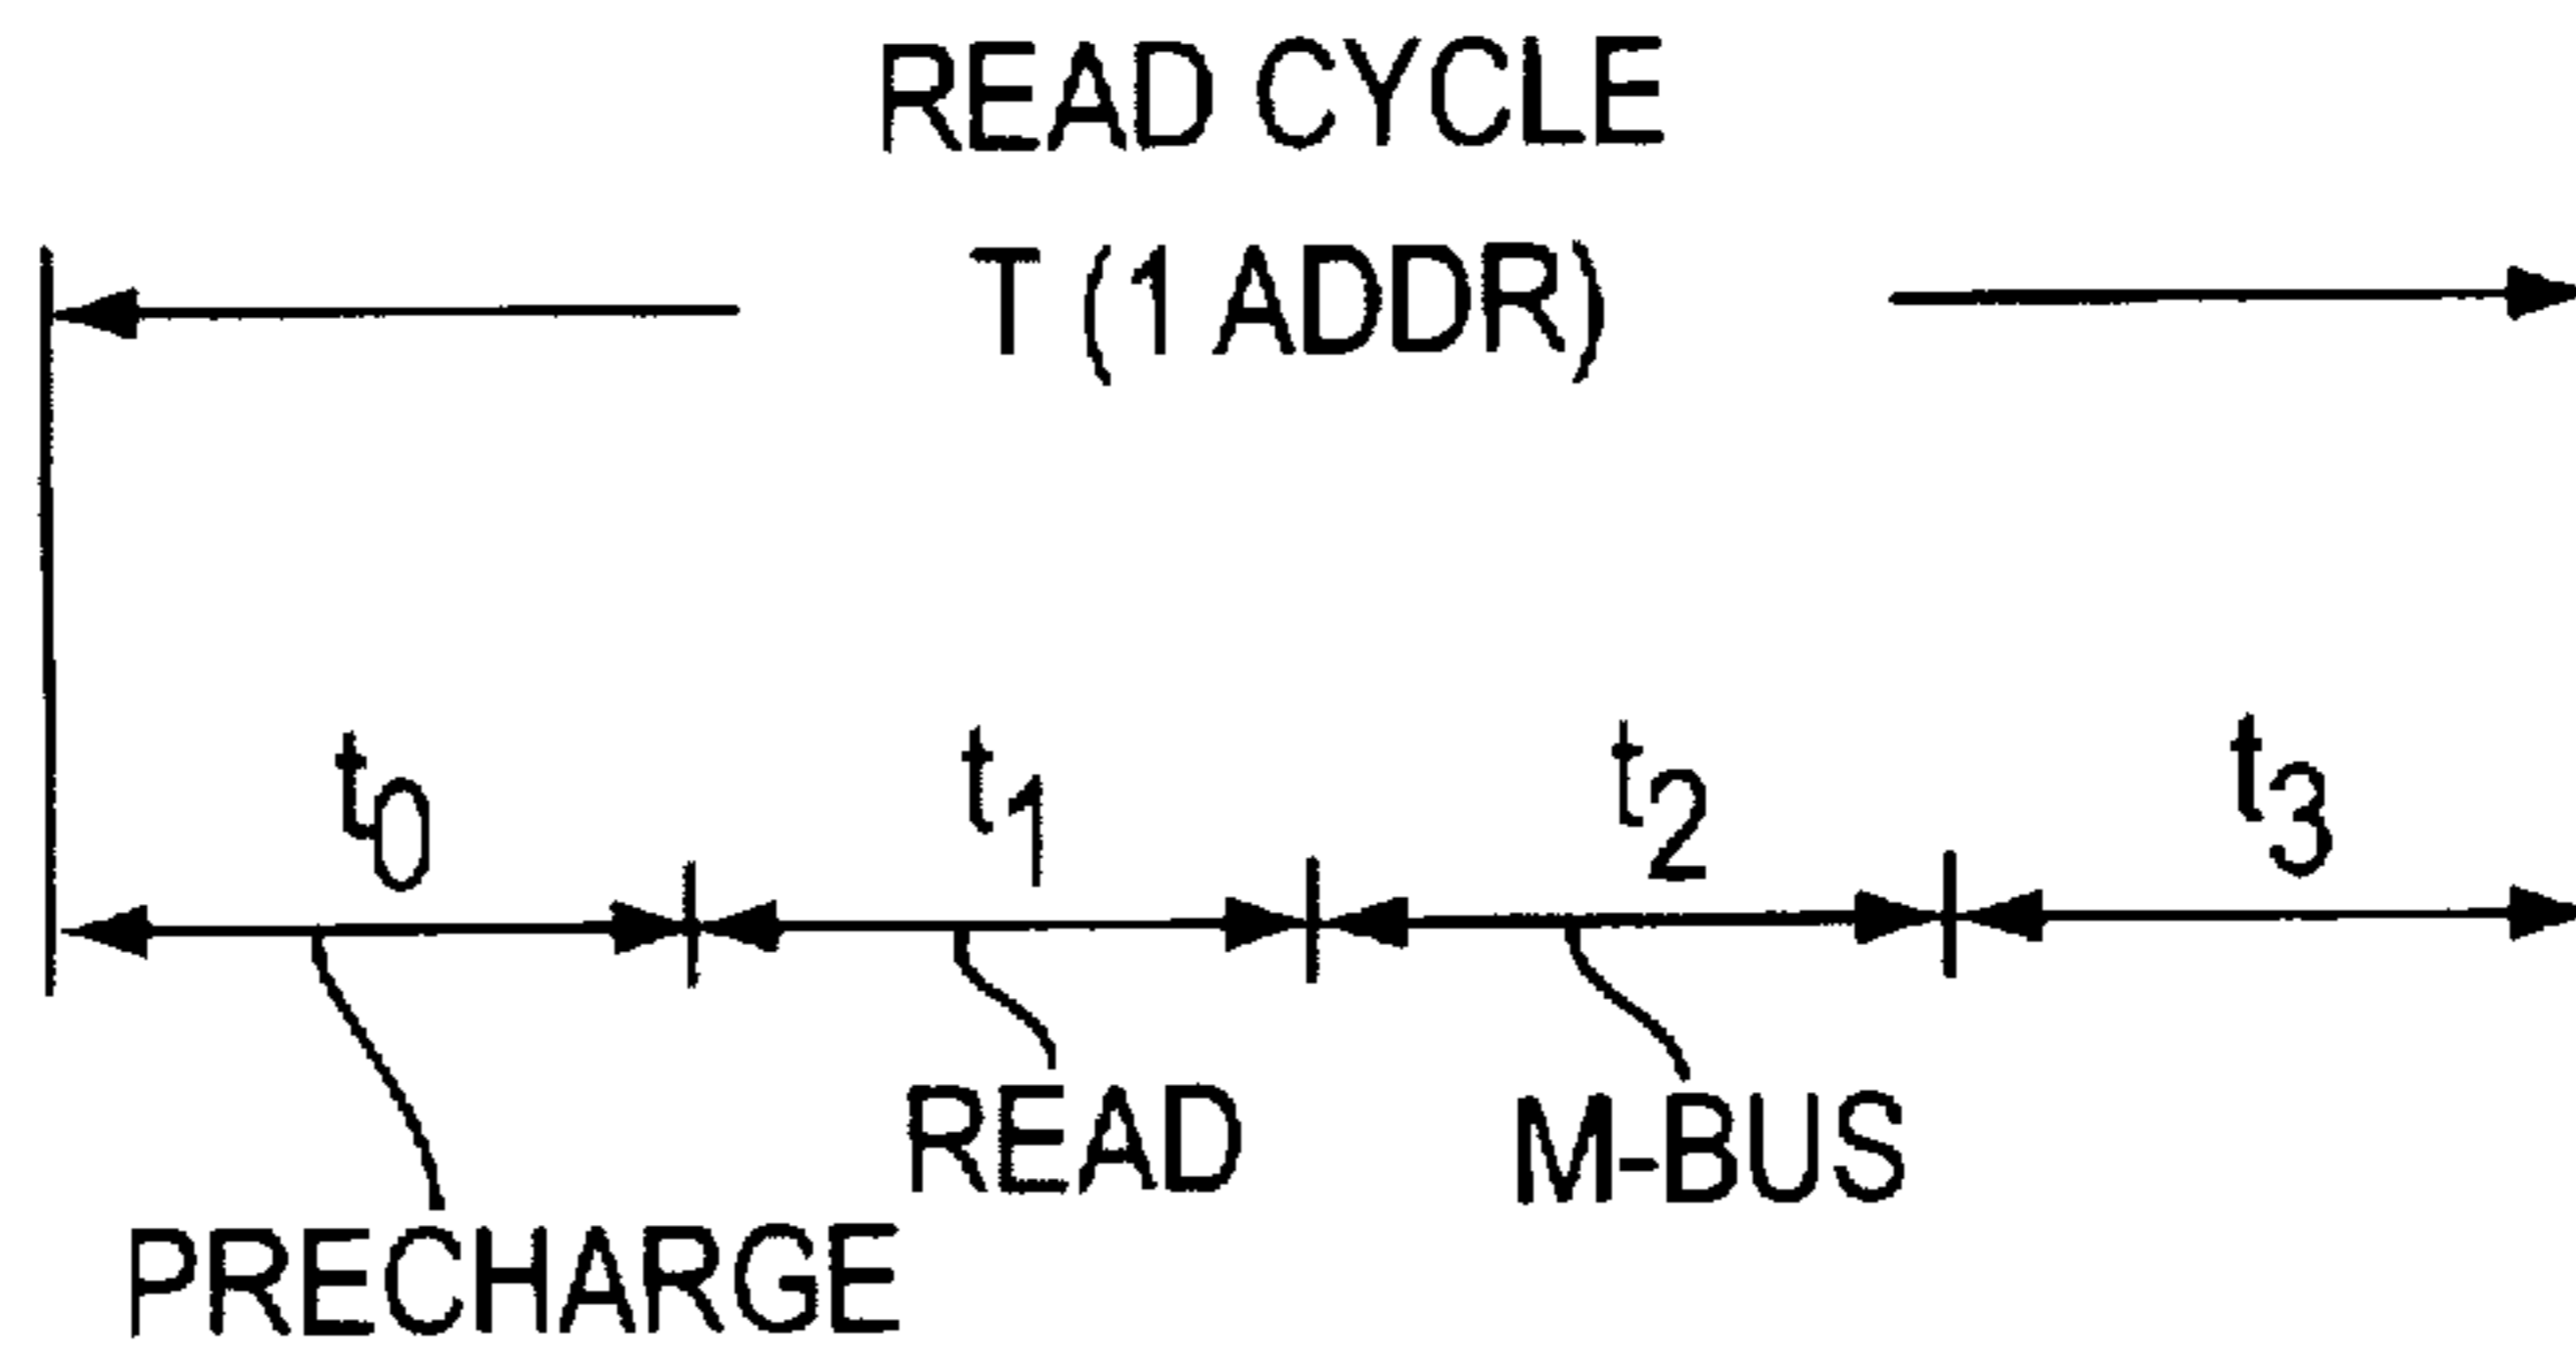 READ CYCLE
T (1 ADDR)
t0 t1 t2 t3
READ M-BUS
PRECHARGE